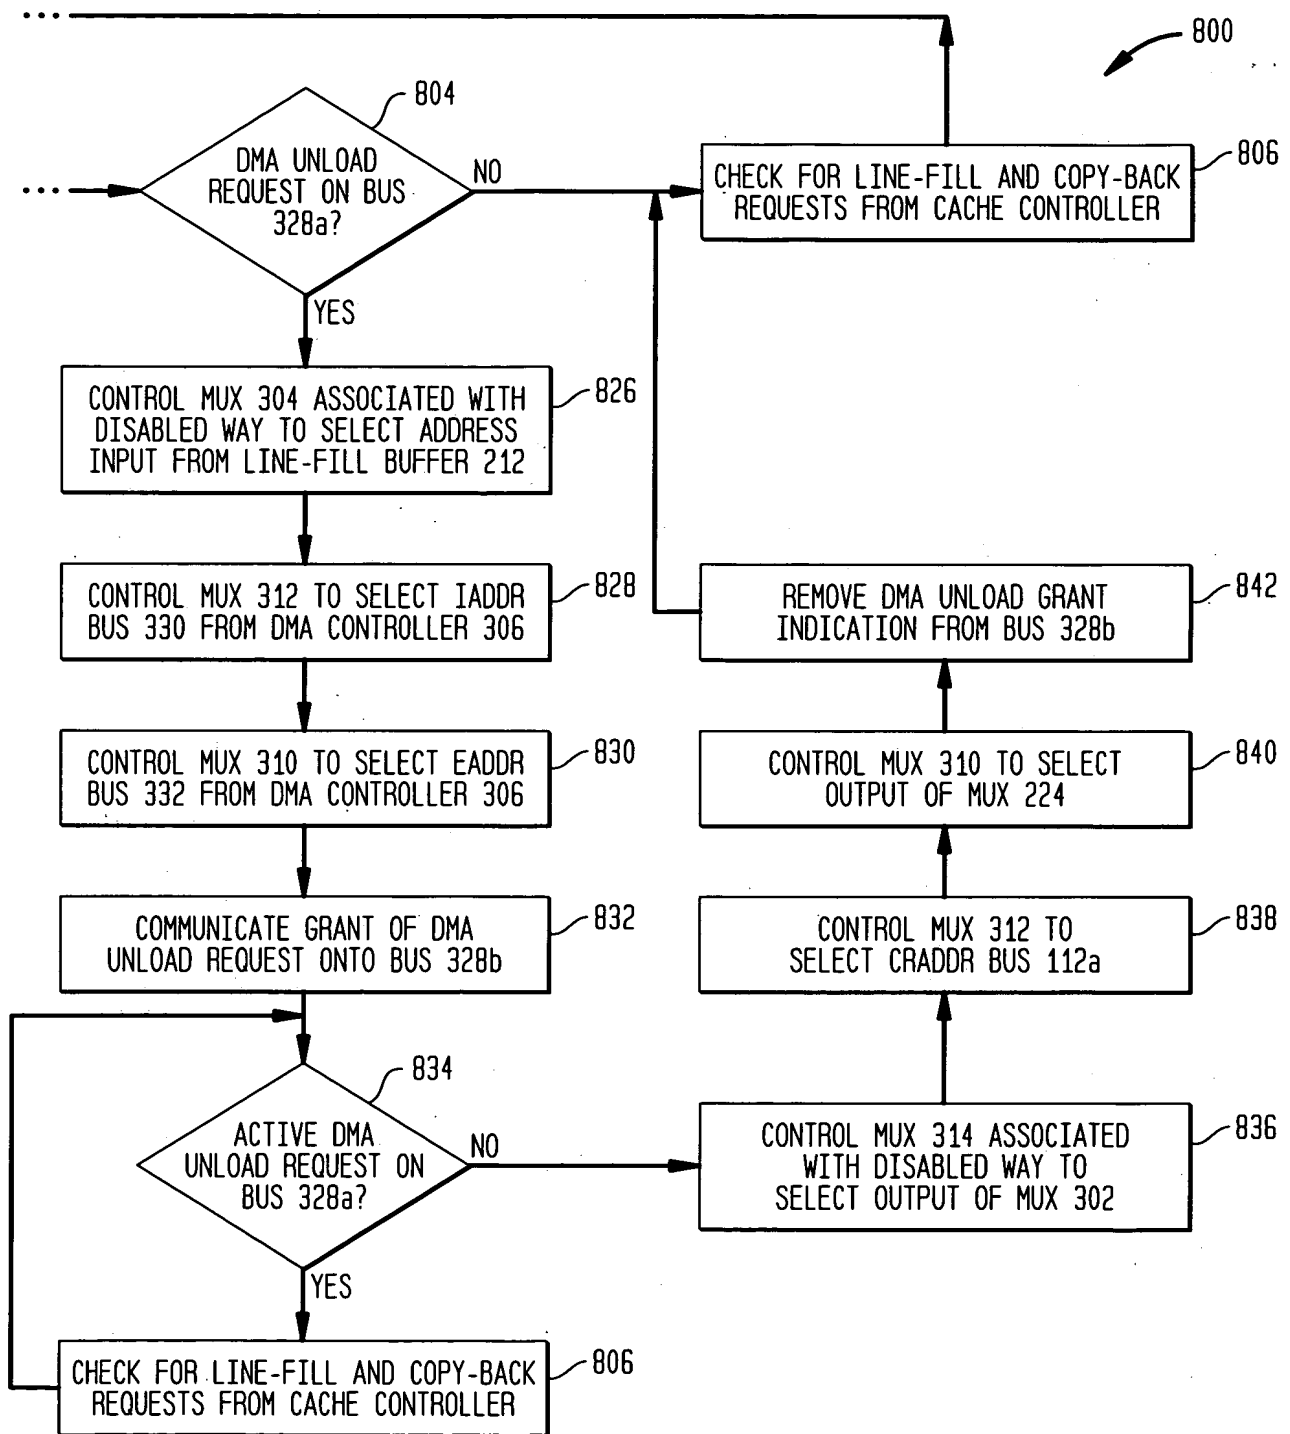 800
804
DMA UNLOAD
REQUEST ON BUS
328a?
NO
YES
CHECK FOR LINE-FILL AND COPY-BACK
REQUESTS FROM CACHE CONTROLLER
806
CONTROL MUX 304 ASSOCIATED WITH
DISABLED WAY TO SELECT ADDRESS
INPUT FROM LINE-FILL BUFFER 212
826
CONTROL MUX 312 TO SELECT IADDR
BUS 330 FROM DMA CONTROLLER 306
828
CONTROL MUX 310 TO SELECT EADDR
BUS 332 FROM DMA CONTROLLER 306
830
COMMUNICATE GRANT OF DMA
UNLOAD REQUEST ONTO BUS 328b
832
ACTIVE DMA
UNLOAD REQUEST ON
BUS 328a?
834
NO
YES
CHECK FOR LINE-FILL AND COPY-BACK
REQUESTS FROM CACHE CONTROLLER
806
CONTROL MUX 314 ASSOCIATED
WITH DISABLED WAY TO
SELECT OUTPUT OF MUX 302
836
CONTROL MUX 312 TO
SELECT CRADDR BUS 112a
838
CONTROL MUX 310 TO SELECT
OUTPUT OF MUX 224
840
REMOVE DMA UNLOAD GRANT
INDICATION FROM BUS 328b
842